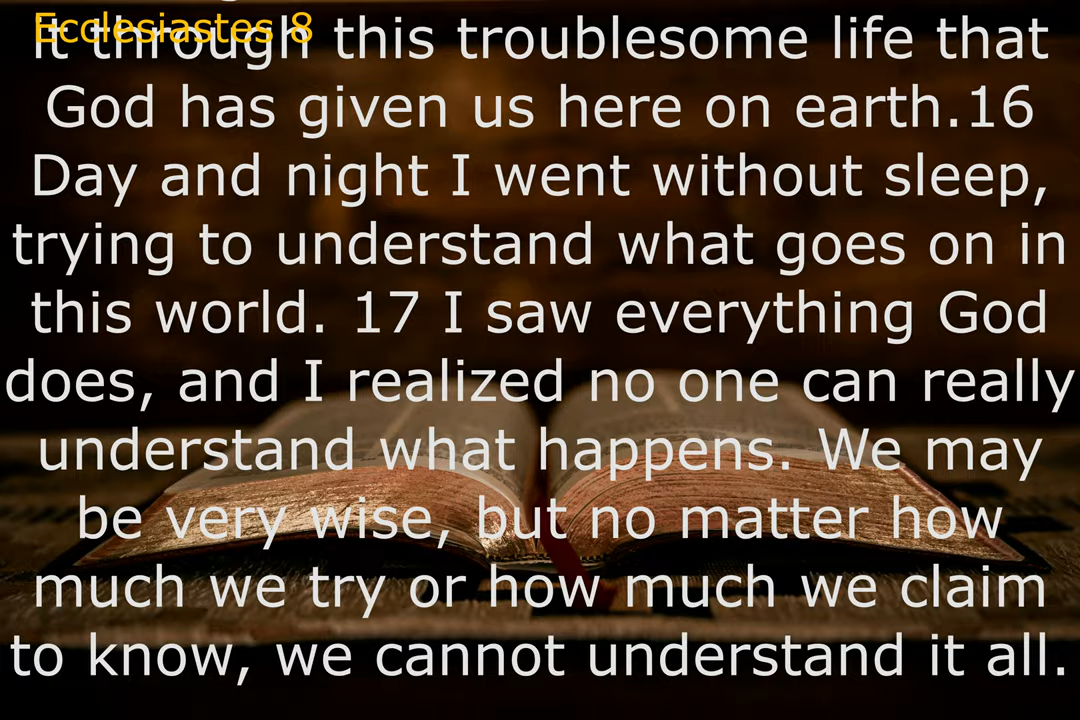 Ecclesiastes 8
it through this troublesome life that
God has given us here on earth.16
Day and night I went without sleep,
trying to understand what goes on in
this world. 17 I saw everything God
does, and I realized no one can really
understand what happens. We may
be very wise, but no matter how
much we try or how much we claim
to know, we cannot understand it all.